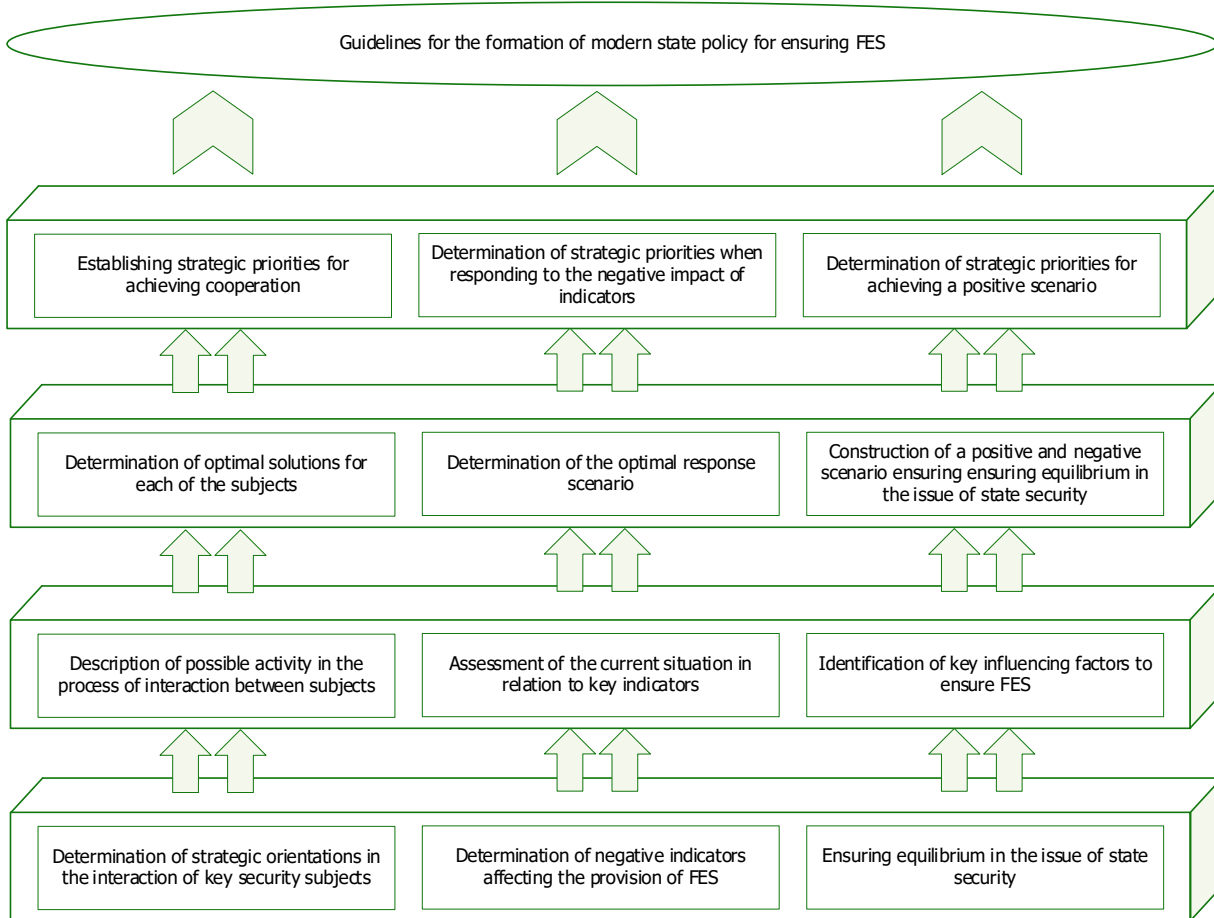 Guidelines for the formation of modern state policy for ensuring FES
Establishing strategic priorities for
achieving cooperation
Determination of strategic priorities when
responding to the negative impact of
indicators
Determination of strategic priorities for
achieving a positive scenario
Determination of optimal solutions for
each of the subjects
Determination of the optimal response
scenario
Construction of a positive and negative
scenario ensuring ensuring equilibrium in
the issue of state security
Description of possible activity in the
process of interaction between subjects
Assessment of the current situation in
relation to key indicators
Identification of key influencing factors to
ensure FES
Determination of strategic orientations in
the interaction of key security subjects
Determination of negative indicators
affecting the provision of FES
Ensuring equilibrium in the issue of state
security